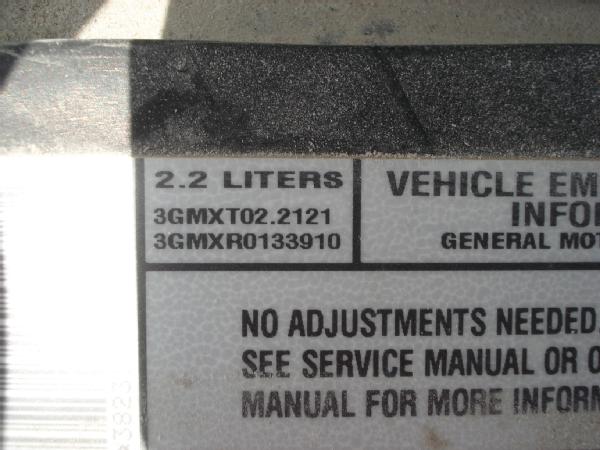 2.2 LITERS
3GMXT02.2121
3GMXR0133910
VEHICLE EM
INFO
GENERAL MOT
NO ADJUSTMENTS NEEDED.
SEE SERVICE MANUAL OR O
MANUAL FOR MORE INFORM
3823